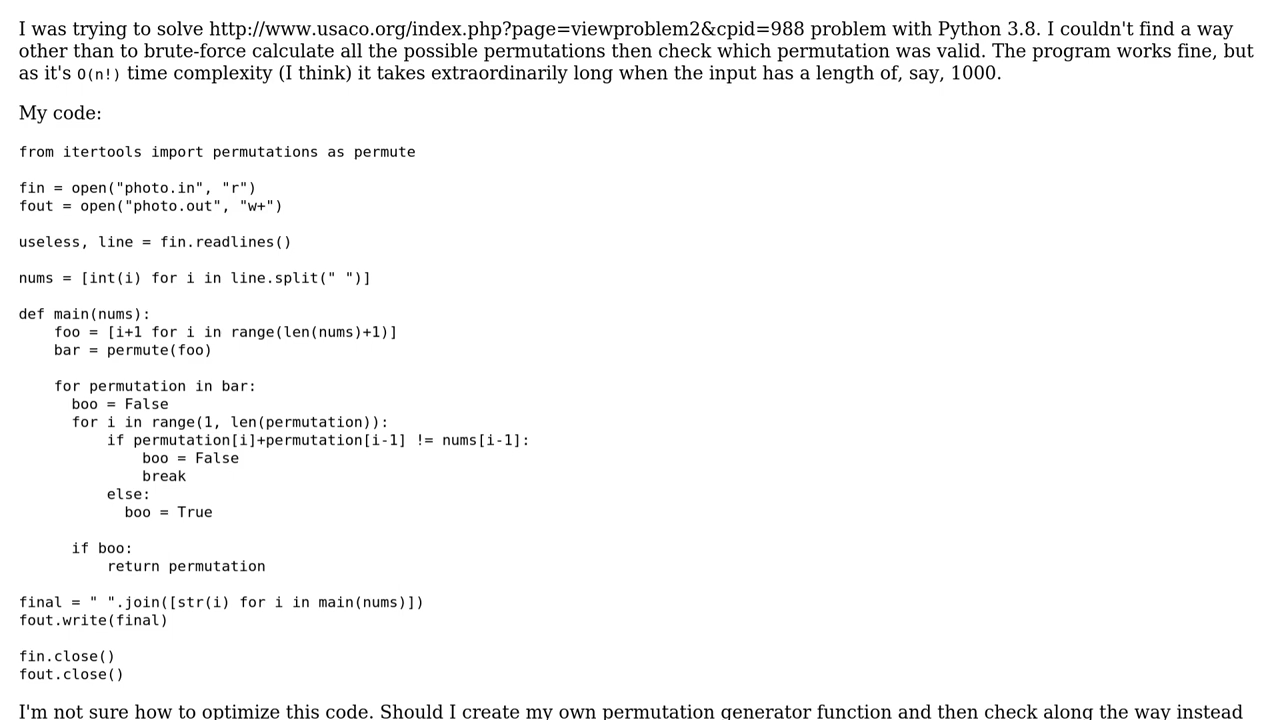 I was trying to solve http://www.usaco.org/index.php?page=viewproblem2&cpid=988 problem with Python 3.8. I couldn't find a way
other than to brute-force calculate all the possible permutations then check which permutation was valid. The program works fine, but
as it's O(n!) time complexity (I think) it takes extraordinarily long when the input has a length of, say, 1000.
My code:
from itertools import permutations as permute
fin = open("photo.in", "r")
fout = open("photo.out", "w+")
useless, line = fin.readlines()
nums = [int(i) for i in line.split(" ")]
def main(nums):
    foo = [i+1 for i in range(len(nums)+1)]
    bar = permute(foo)
    for permutation in bar:
      boo = False
      for i in range(1, len(permutation)):
          if permutation[i]+permutation[i-1] != nums[i-1]:
              boo = False
              break
          else:
            boo = True
      if boo:
          return permutation
final = " ".join([str(i) for i in main(nums)])
fout.write(final)
fin.close()
fout.close()
I'm not sure how to optimize this code. Should I create my own permutation generator function and then check along the way instead